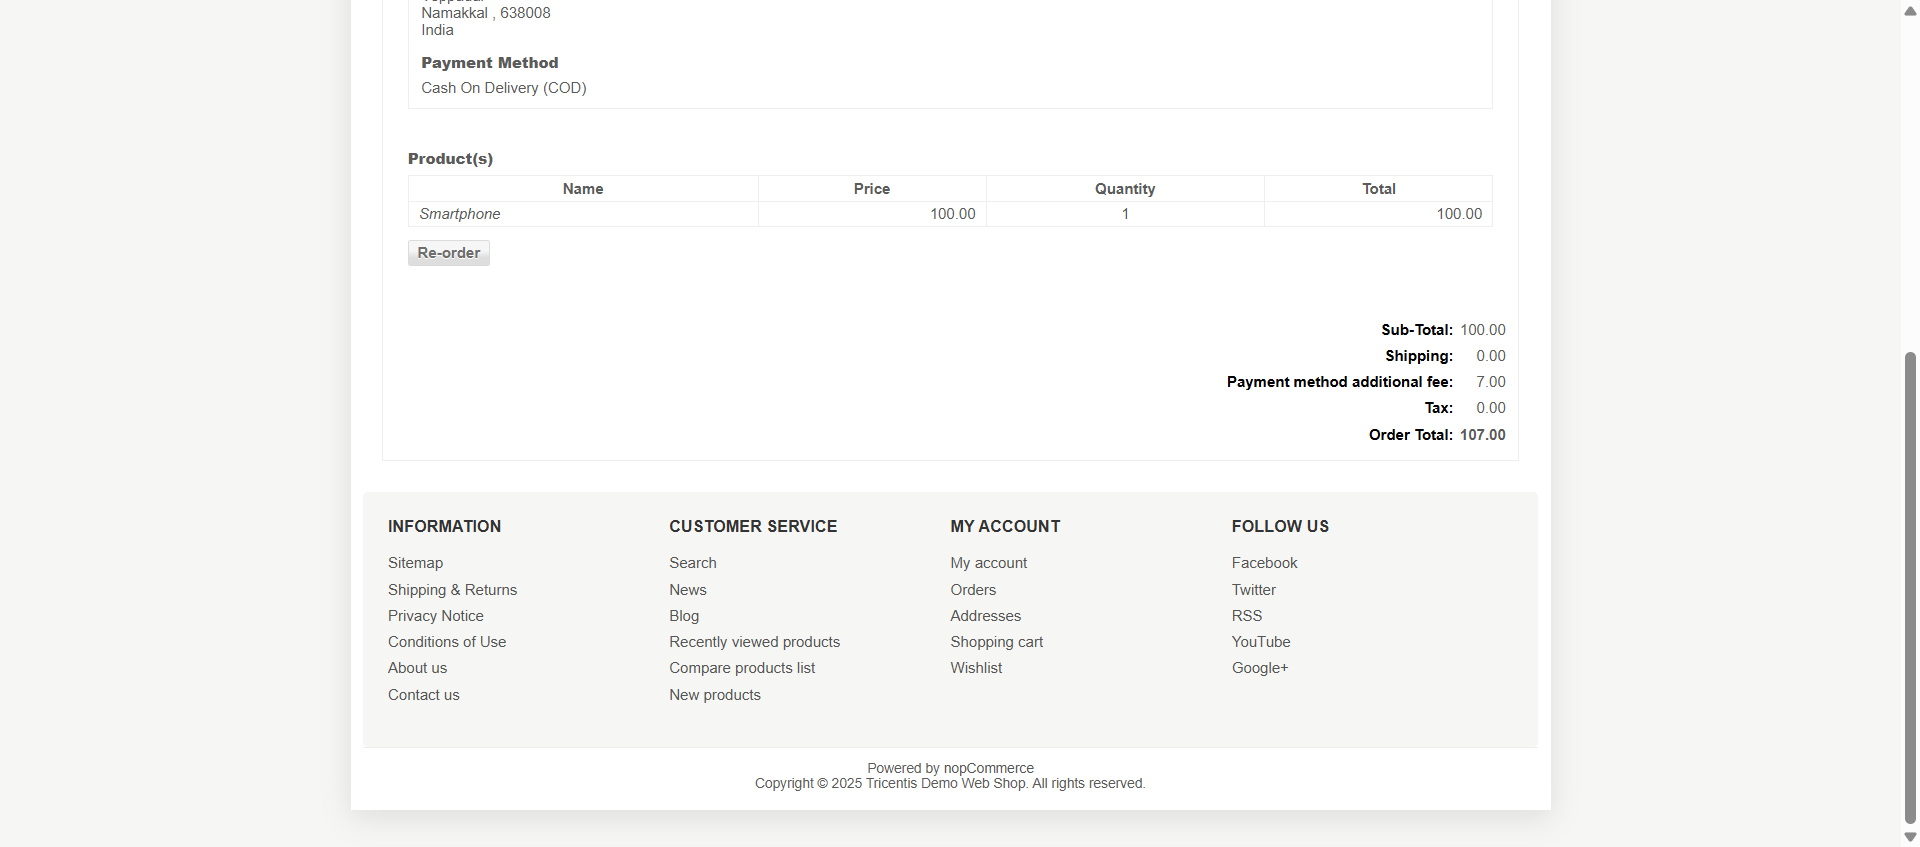 Namakkal , 638008
India
Payment Method
Cash On Delivery (COD)
Product(s)
Name Price Quantity Total
Smartphone 100.00 1 100.00
Re-order
Sub-Total: 100.00
Shipping: 0.00
Payment method additional fee: 7.00
Tax: 0.00
Order Total: 107.00
INFORMATION
Sitemap
Shipping & Returns
Privacy Notice
Conditions of Use
About us
Contact us
CUSTOMER SERVICE
Search
News
Blog
Recently viewed products
Compare products list
New products
MY ACCOUNT
My account
Orders
Addresses
Shopping cart
Wishlist
FOLLOW US
Facebook
Twitter
RSS
YouTube
Google+
Powered by nopCommerce
Copyright © 2025 Tricentis Demo Web Shop. All rights reserved.